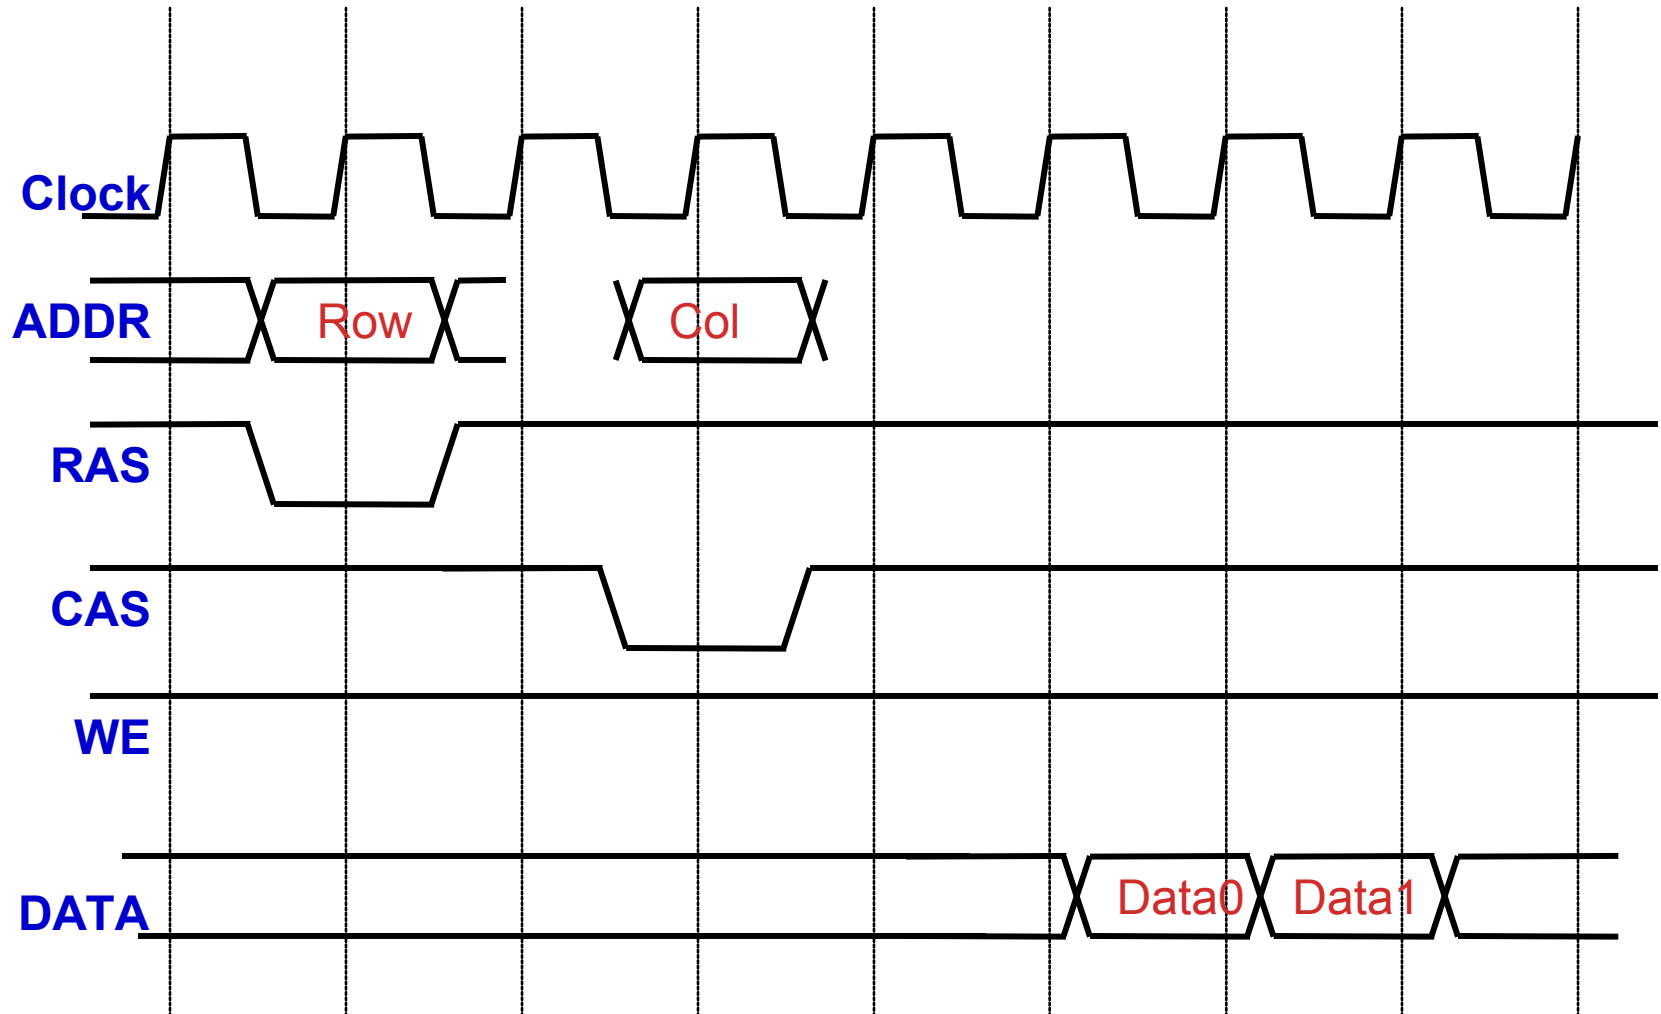 Clock
ADDR Row Col
RAS
CAS
WE
DATA Data0 Data1